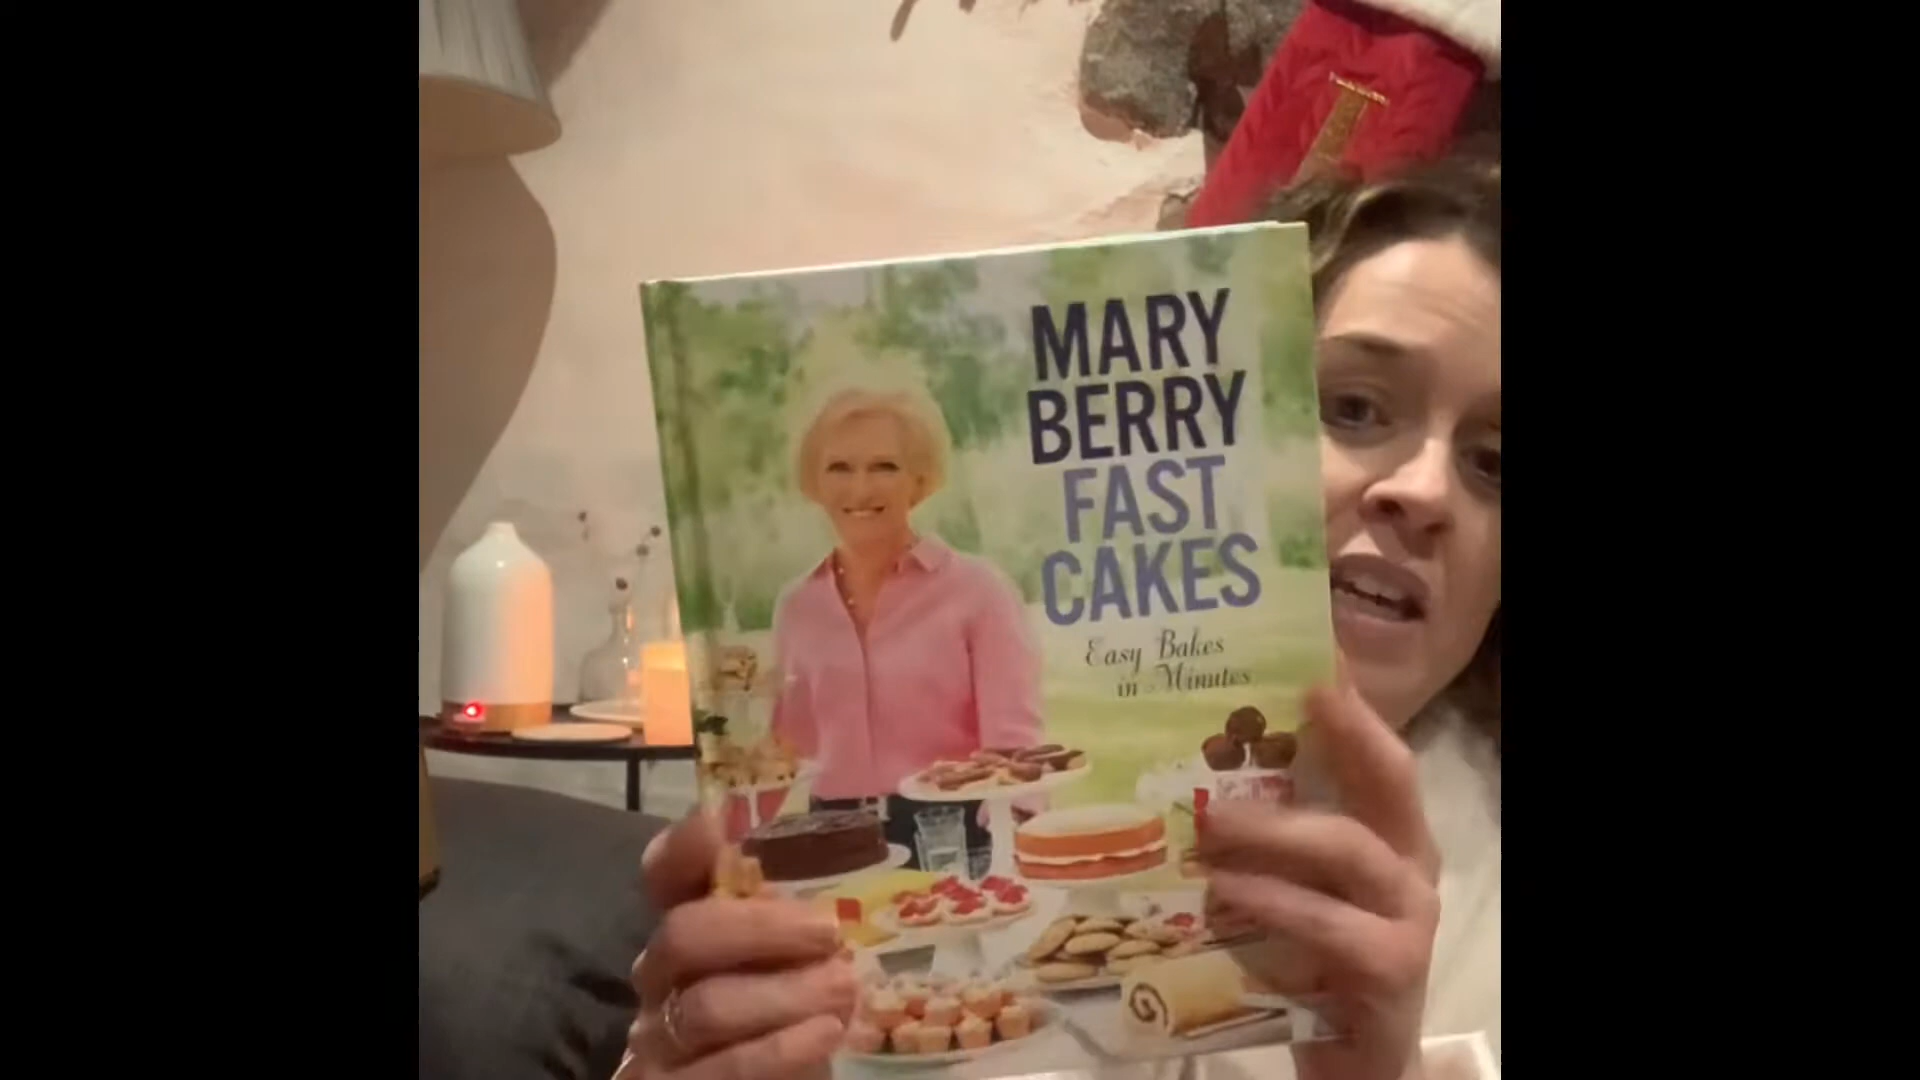 T
MARY
BERRY
FAST
CAKES
Easy Bakes
in Minutes